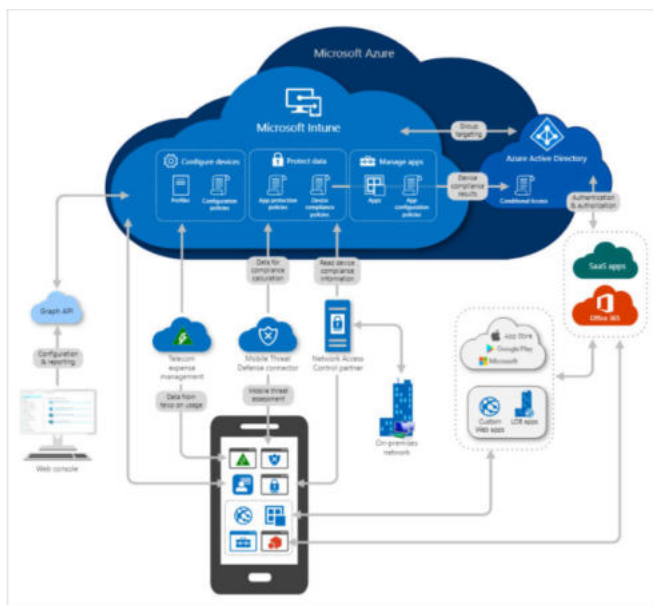 Microsoft Azure
Microsoft Intune
Group
targeting
Azure Active Directory
Configure devices
Protect data
Manage apps
Profiles
Configuration
policies
App protection
policies
Device
compliance
policies
Apps
App
configuration
policies
Device
compliance
results
Conditional Access
Authentication
& authorization
Data for
compliance
calculation
Read device
compliance
information
SaaS apps
Office 365
Graph API
Configuration
& reporting
Web console
Telecom
expense
management
Mobile Threat
Defense connector
Network Access
Control partner
Data from
Mobile threat
assessment
On-premises
network
App Store
Google Play
Microsoft
Custom
Web apps
LOB apps